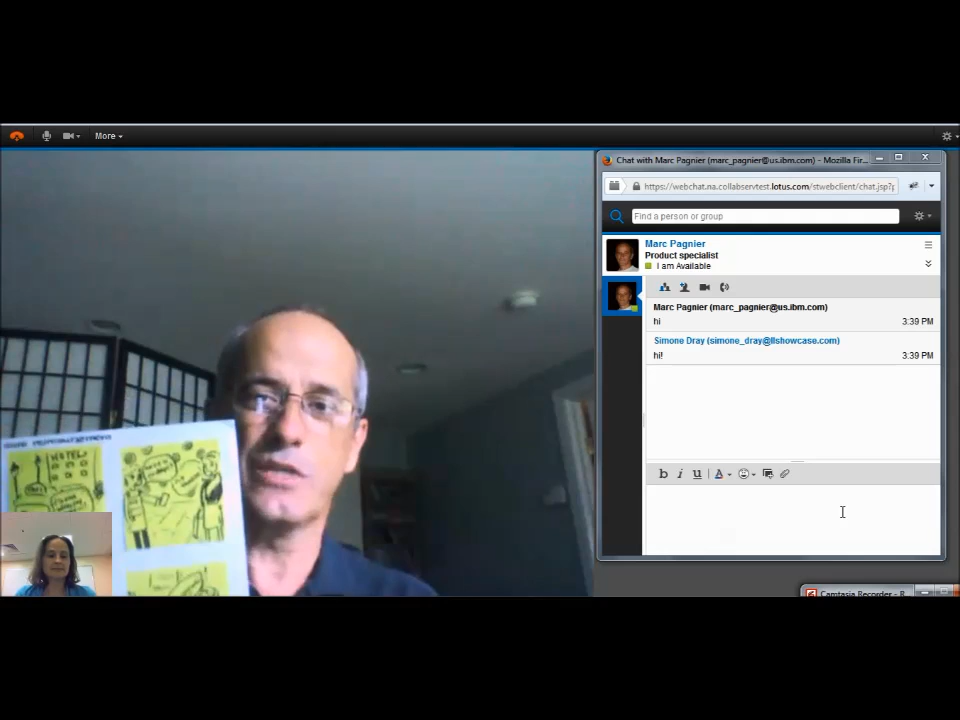 More
Chat with Marc Pagnier (marc_pagnier@us.ibm.com) - Mozilla Fir...
https://webchat.na.collabservtest.lotus.com/stwebclient/chat.jsp?
Find a person or group
Marc Pagnier
Product specialist
I am Available
Marc Pagnier (marc_pagnier@us.ibm.com)
hi 3:39 PM
Simone Dray (simone_dray@llshowcase.com)
hi! 3:39 PM
b i u A
HOTEL
Camtasia Recorder - R